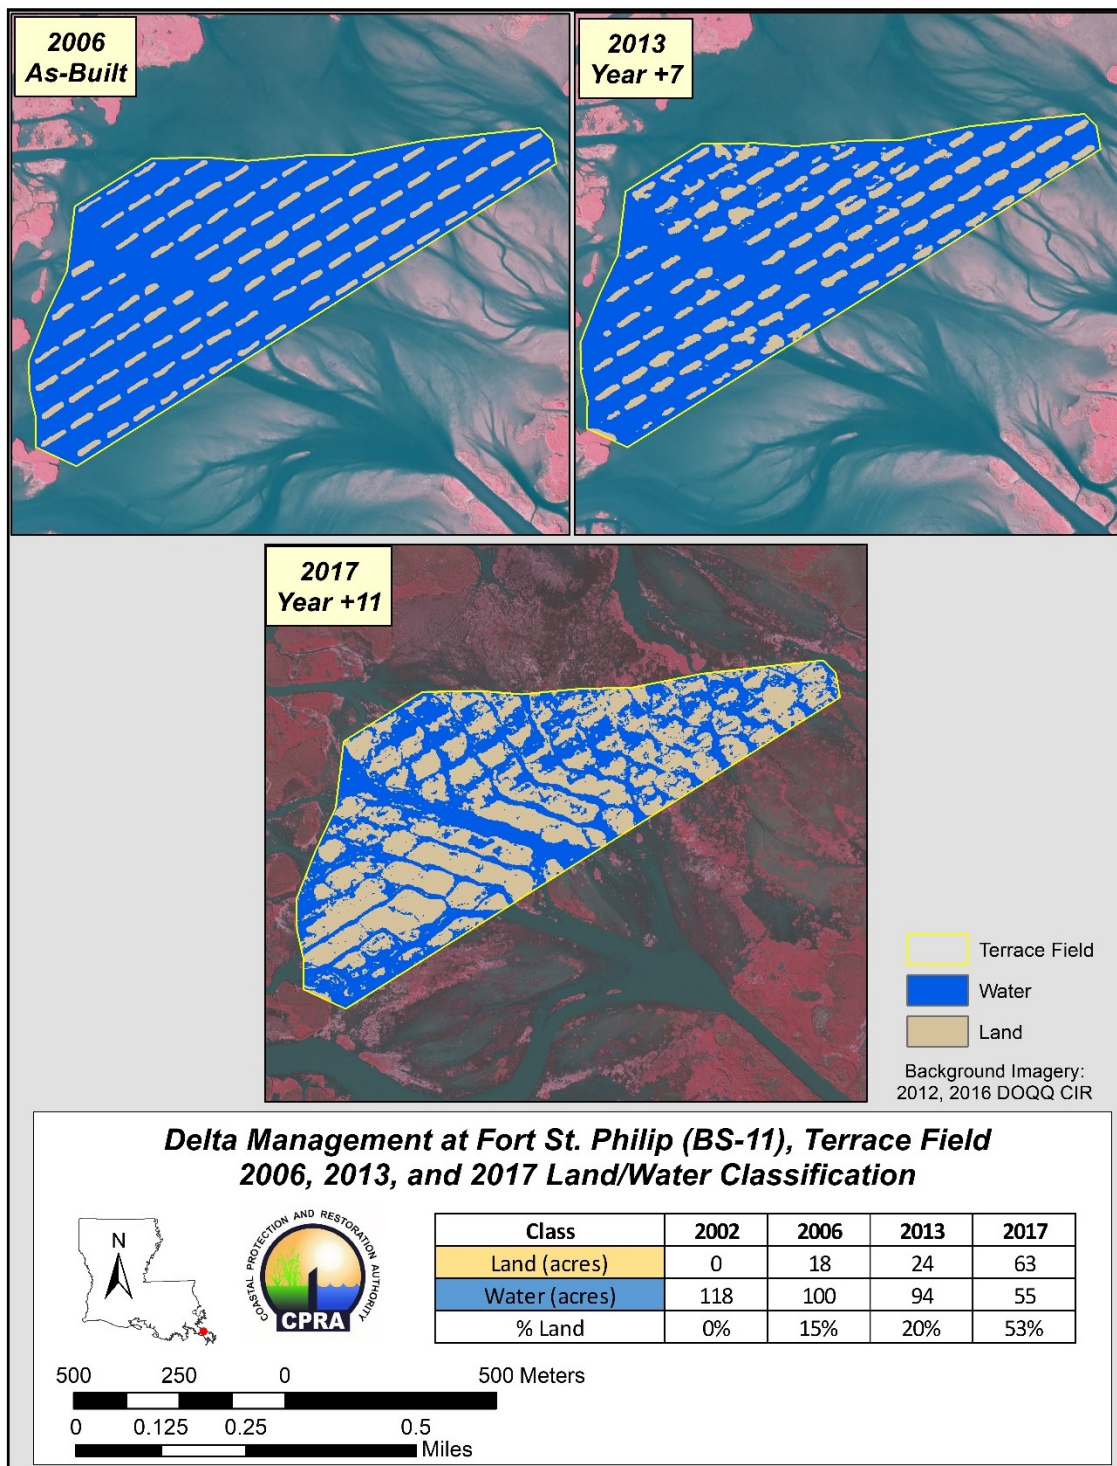 2006
As-Built
2013
Year +7
2017
Year +11
Terrace Field
Water
Land
Background Imagery:
2012, 2016 DOQQ CIR
Delta Management at Fort St. Philip (BS-11), Terrace Field
2006, 2013, and 2017 Land/Water Classification
N
COASTAL PROTECTION AND RESTORATION AUTHORITY
CPRA
Class 2002 2006 2013 2017
Land (acres) 0 18 24 63
Water (acres) 118 100 94 55
% Land 0% 15% 20% 53%
500 250 0 500 Meters
0 0.125 0.25 0.5
Miles